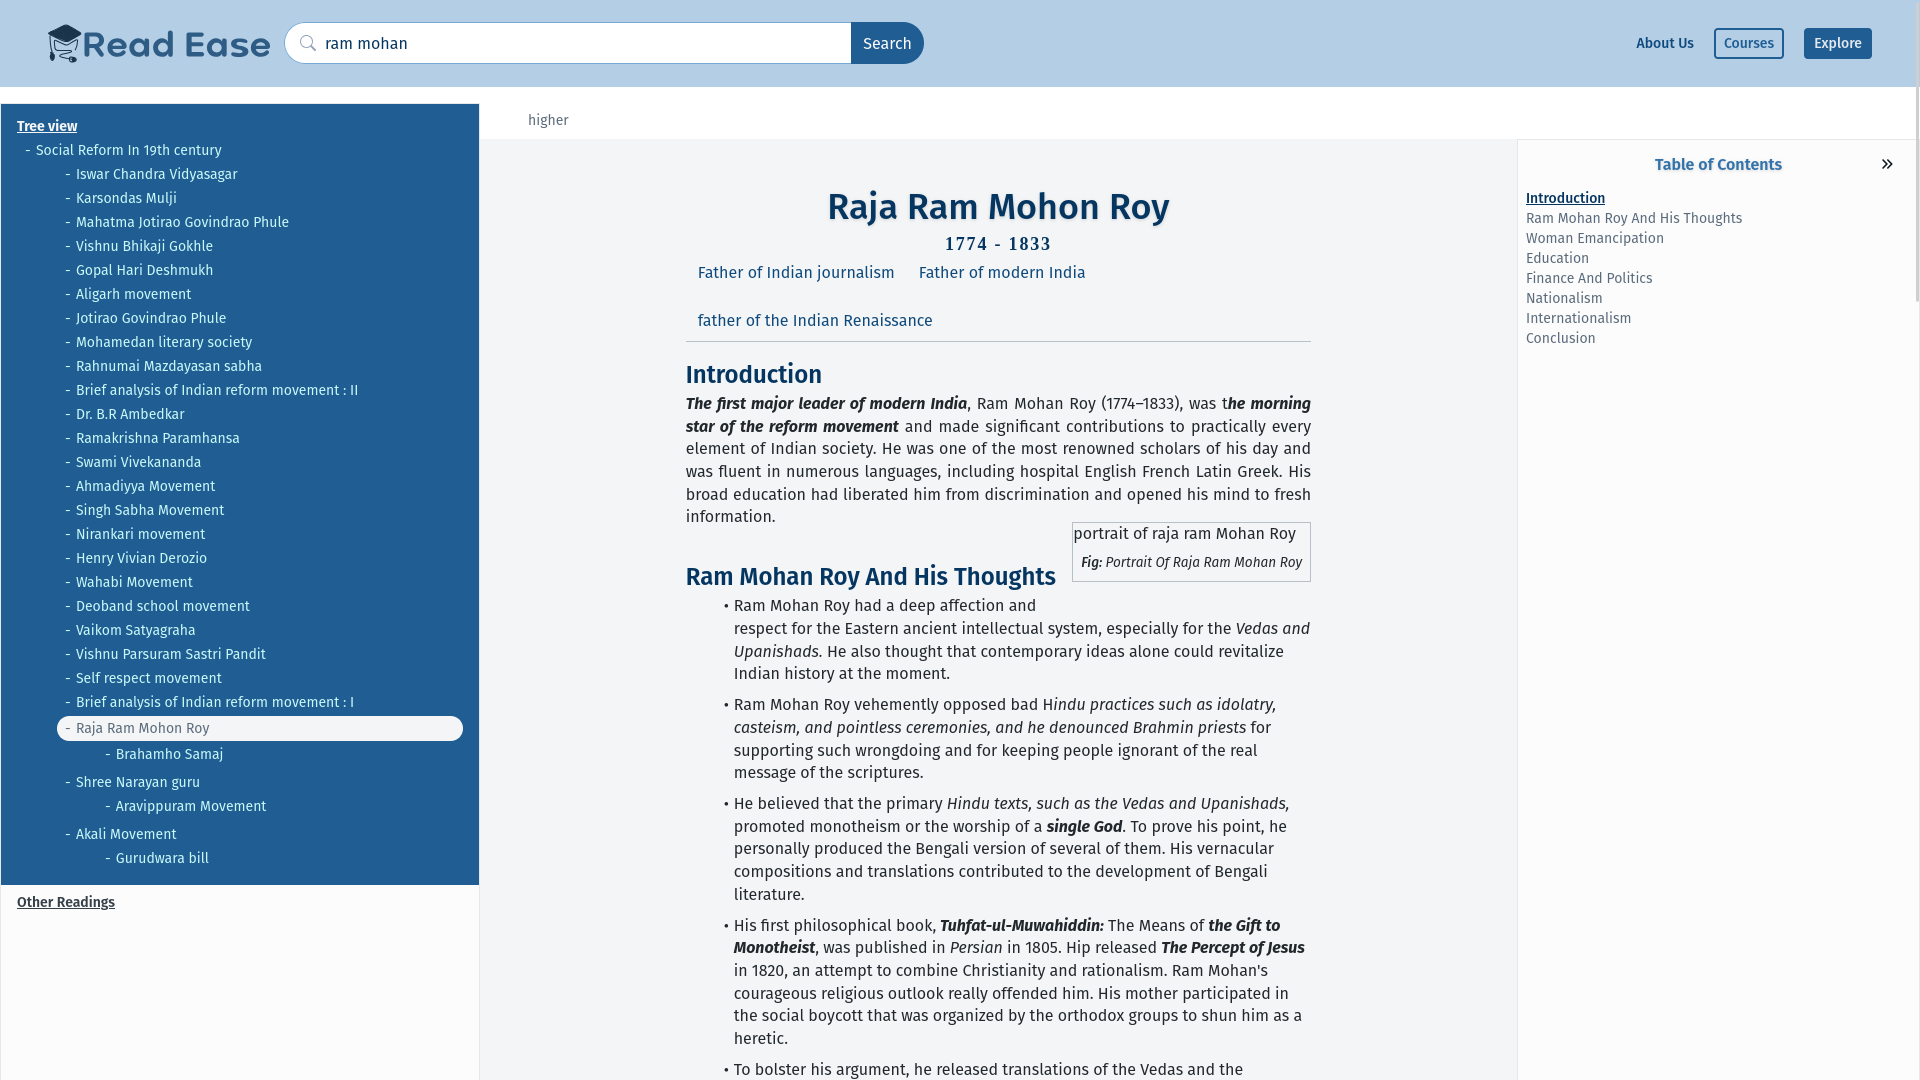 Read Ease
ram mohan
Search
About Us
Courses
Explore
Tree view
- Social Reform In 19th century
- Iswar Chandra Vidyasagar
- Karsondas Mulji
- Mahatma Jotirao Govindrao Phule
- Vishnu Bhikaji Gokhle
- Gopal Hari Deshmukh
- Aligarh movement
- Jotirao Govindrao Phule
- Mohamedan literary society
- Rahnumai Mazdayasan sabha
- Brief analysis of Indian reform movement : II
- Dr. B.R Ambedkar
- Ramakrishna Paramhansa
- Swami Vivekananda
- Ahmadiyya Movement
- Singh Sabha Movement
- Nirankari movement
- Henry Vivian Derozio
- Wahabi Movement
- Deoband school movement
- Vaikom Satyagraha
- Vishnu Parsuram Sastri Pandit
- Self respect movement
- Brief analysis of Indian reform movement : I
- Raja Ram Mohon Roy
- Brahamho Samaj
- Shree Narayan guru
- Aravippuram Movement
- Akali Movement
- Gurudwara bill
Other Readings
higher
Raja Ram Mohon Roy
1774 - 1833
Father of Indian journalism Father of modern India
father of the Indian Renaissance
Introduction
The first major leader of modern India, Ram Mohan Roy (1774–1833), was the morning
star of the reform movement and made significant contributions to practically every
element of Indian society. He was one of the most renowned scholars of his day and
was fluent in numerous languages, including hospital English French Latin Greek. His
broad education had liberated him from discrimination and opened his mind to fresh
information.
portrait of raja ram Mohan Roy
Fig: Portrait Of Raja Ram Mohan Roy
Ram Mohan Roy And His Thoughts
• Ram Mohan Roy had a deep affection and
respect for the Eastern ancient intellectual system, especially for the Vedas and
Upanishads. He also thought that contemporary ideas alone could revitalize
Indian history at the moment.
• Ram Mohan Roy vehemently opposed bad Hindu practices such as idolatry,
casteism, and pointless ceremonies, and he denounced Brahmin priests for
supporting such wrongdoing and for keeping people ignorant of the real
message of the scriptures.
• He believed that the primary Hindu texts, such as the Vedas and Upanishads,
promoted monotheism or the worship of a single God. To prove his point, he
personally produced the Bengali version of several of them. His vernacular
compositions and translations contributed to the development of Bengali
literature.
• His first philosophical book, Tuhfat-ul-Muwahiddin: The Means of the Gift to
Monotheist, was published in Persian in 1805. Hip released The Percept of Jesus
in 1820, an attempt to combine Christianity and rationalism. Ram Mohan's
courageous religious outlook really offended him. His mother participated in
the social boycott that was organized by the orthodox groups to shun him as a
heretic.
• To bolster his argument, he released translations of the Vedas and the
Table of Contents
Introduction
Ram Mohan Roy And His Thoughts
Woman Emancipation
Education
Finance And Politics
Nationalism
Internationalism
Conclusion